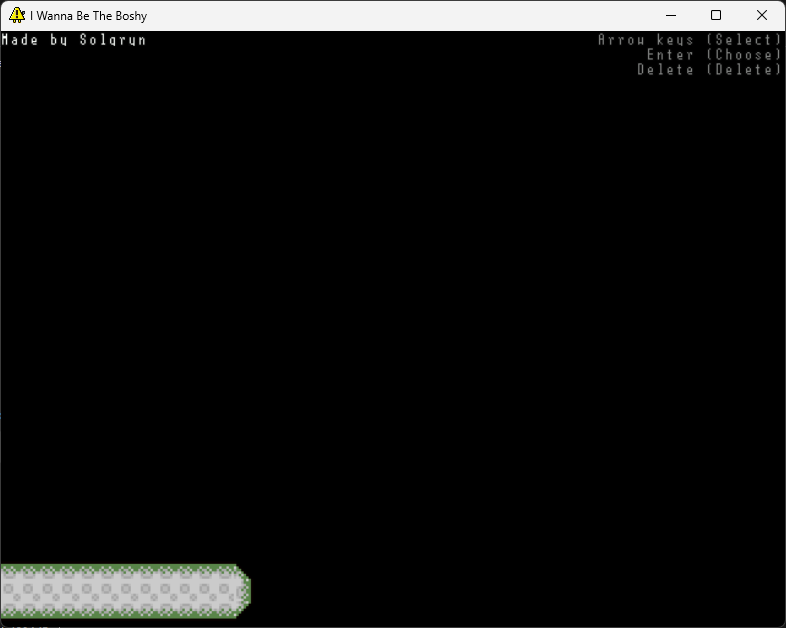 I Wanna Be The Boshy
Made by Solgryn
Arrow keys (Select)
Enter (Choose)
Delete (Delete)